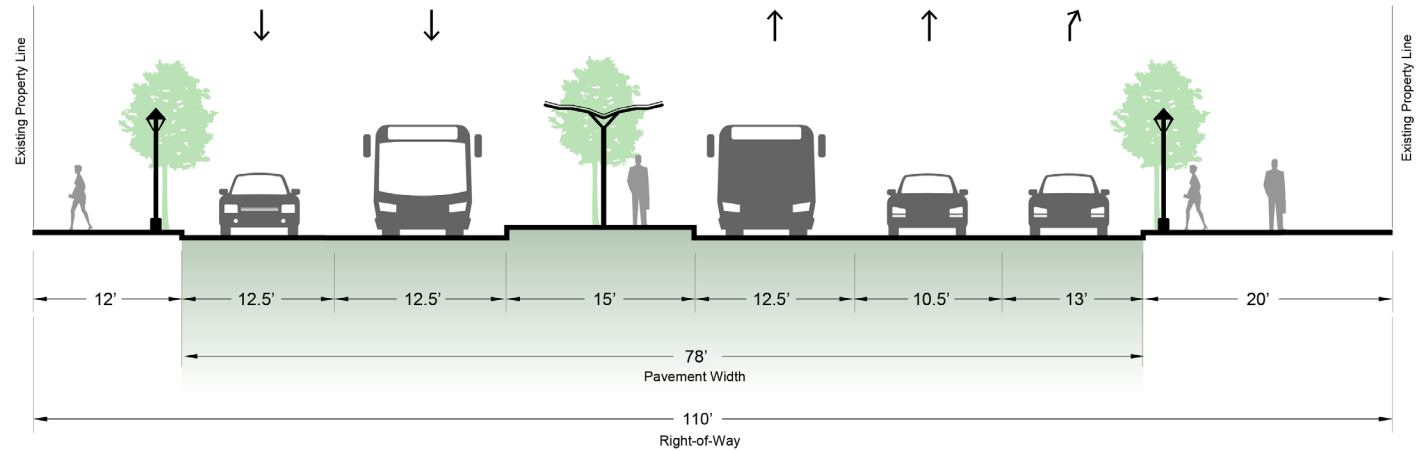 Existing Property Line
Existing Property Line
12’
12.5’
12.5’
15’
12.5’
10.5’
13’
20’
78’
Pavement Width
110’
Right-of-Way